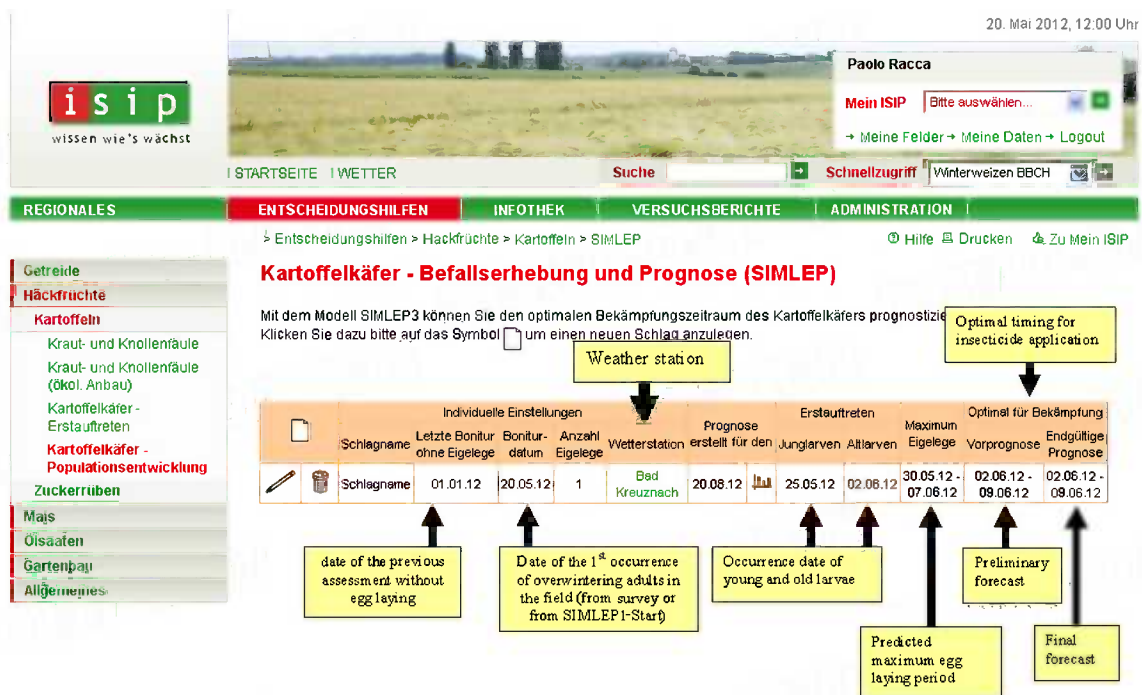 20. Mai 2012, 12:00 Uhr
Paolo Racca
isip
wissen wie's wächst
Mein ISIP Bitte auswählen...
→ Meine Felder → Meine Daten → Logout
| STARTSEITE | WETTER
Suche
Schnellzugriff Winterweizen BBCH
REGIONALES
ENTSCHEIDUNGSHILFEN | INFOTHEK | VERSUCHSBERICHTE | ADMINISTRATION |
> Entscheidungshilfen > Hackfrüchte > Kartoffeln > SIMLEP
Hilfe Drucken Zu Mein ISIP
Getreide
Hackfrüchte
Kartoffeln
Kraut- und Knollenfäule
Kraut- und Knollenfäule
(ökol. Anbau)
Kartoffelkäfer -
Erstauftreten
Kartoffelkäfer -
Populationsentwicklung
Zuckerrüben
Mais
Ölsaaten
Gartenbau
Allgemeines
Kartoffelkäfer - Befallserhebung und Prognose (SIMLEP)
Mit dem Modell SIMLEP3 können Sie den optimalen Bekämpfungszeitraum des Kartoffelkäfers prognostizie
Klicken Sie dazu bitte auf das Symbol um einen neuen Schlag anzulegen.
Weather station
Optimal timing for
insecticide application
Individuelle Einstellungen
Schlagname
Letzte Bonitur
ohne Eigelege
Bonitur-
datum
Anzahl
Eigelege
Wetterstation
Prognose
erstellt für den
Erstauftreten
Junglarven
Altlarven
Maximum
Eigelege
Optimal für Bekämpfung
Vorprognose
Endgültige
Prognose
Schlagname
01.01.12
20.05.12
1
Bad
Kreuznach
20.08.12
25.05.12
02.06.12
30.05.12 -
07.06.12
02.06.12 -
09.06.12
02.06.12 -
09.06.12
date of the previous
assessment without
egg laying
Date of the 1st occurrence
of overwintering adults in
the field (from survey or
from SIMLEP1-Start)
Occurrence date of
young and old larvae
Preliminary
forecast
Predicted
maximum egg
laying period
Final
forecast